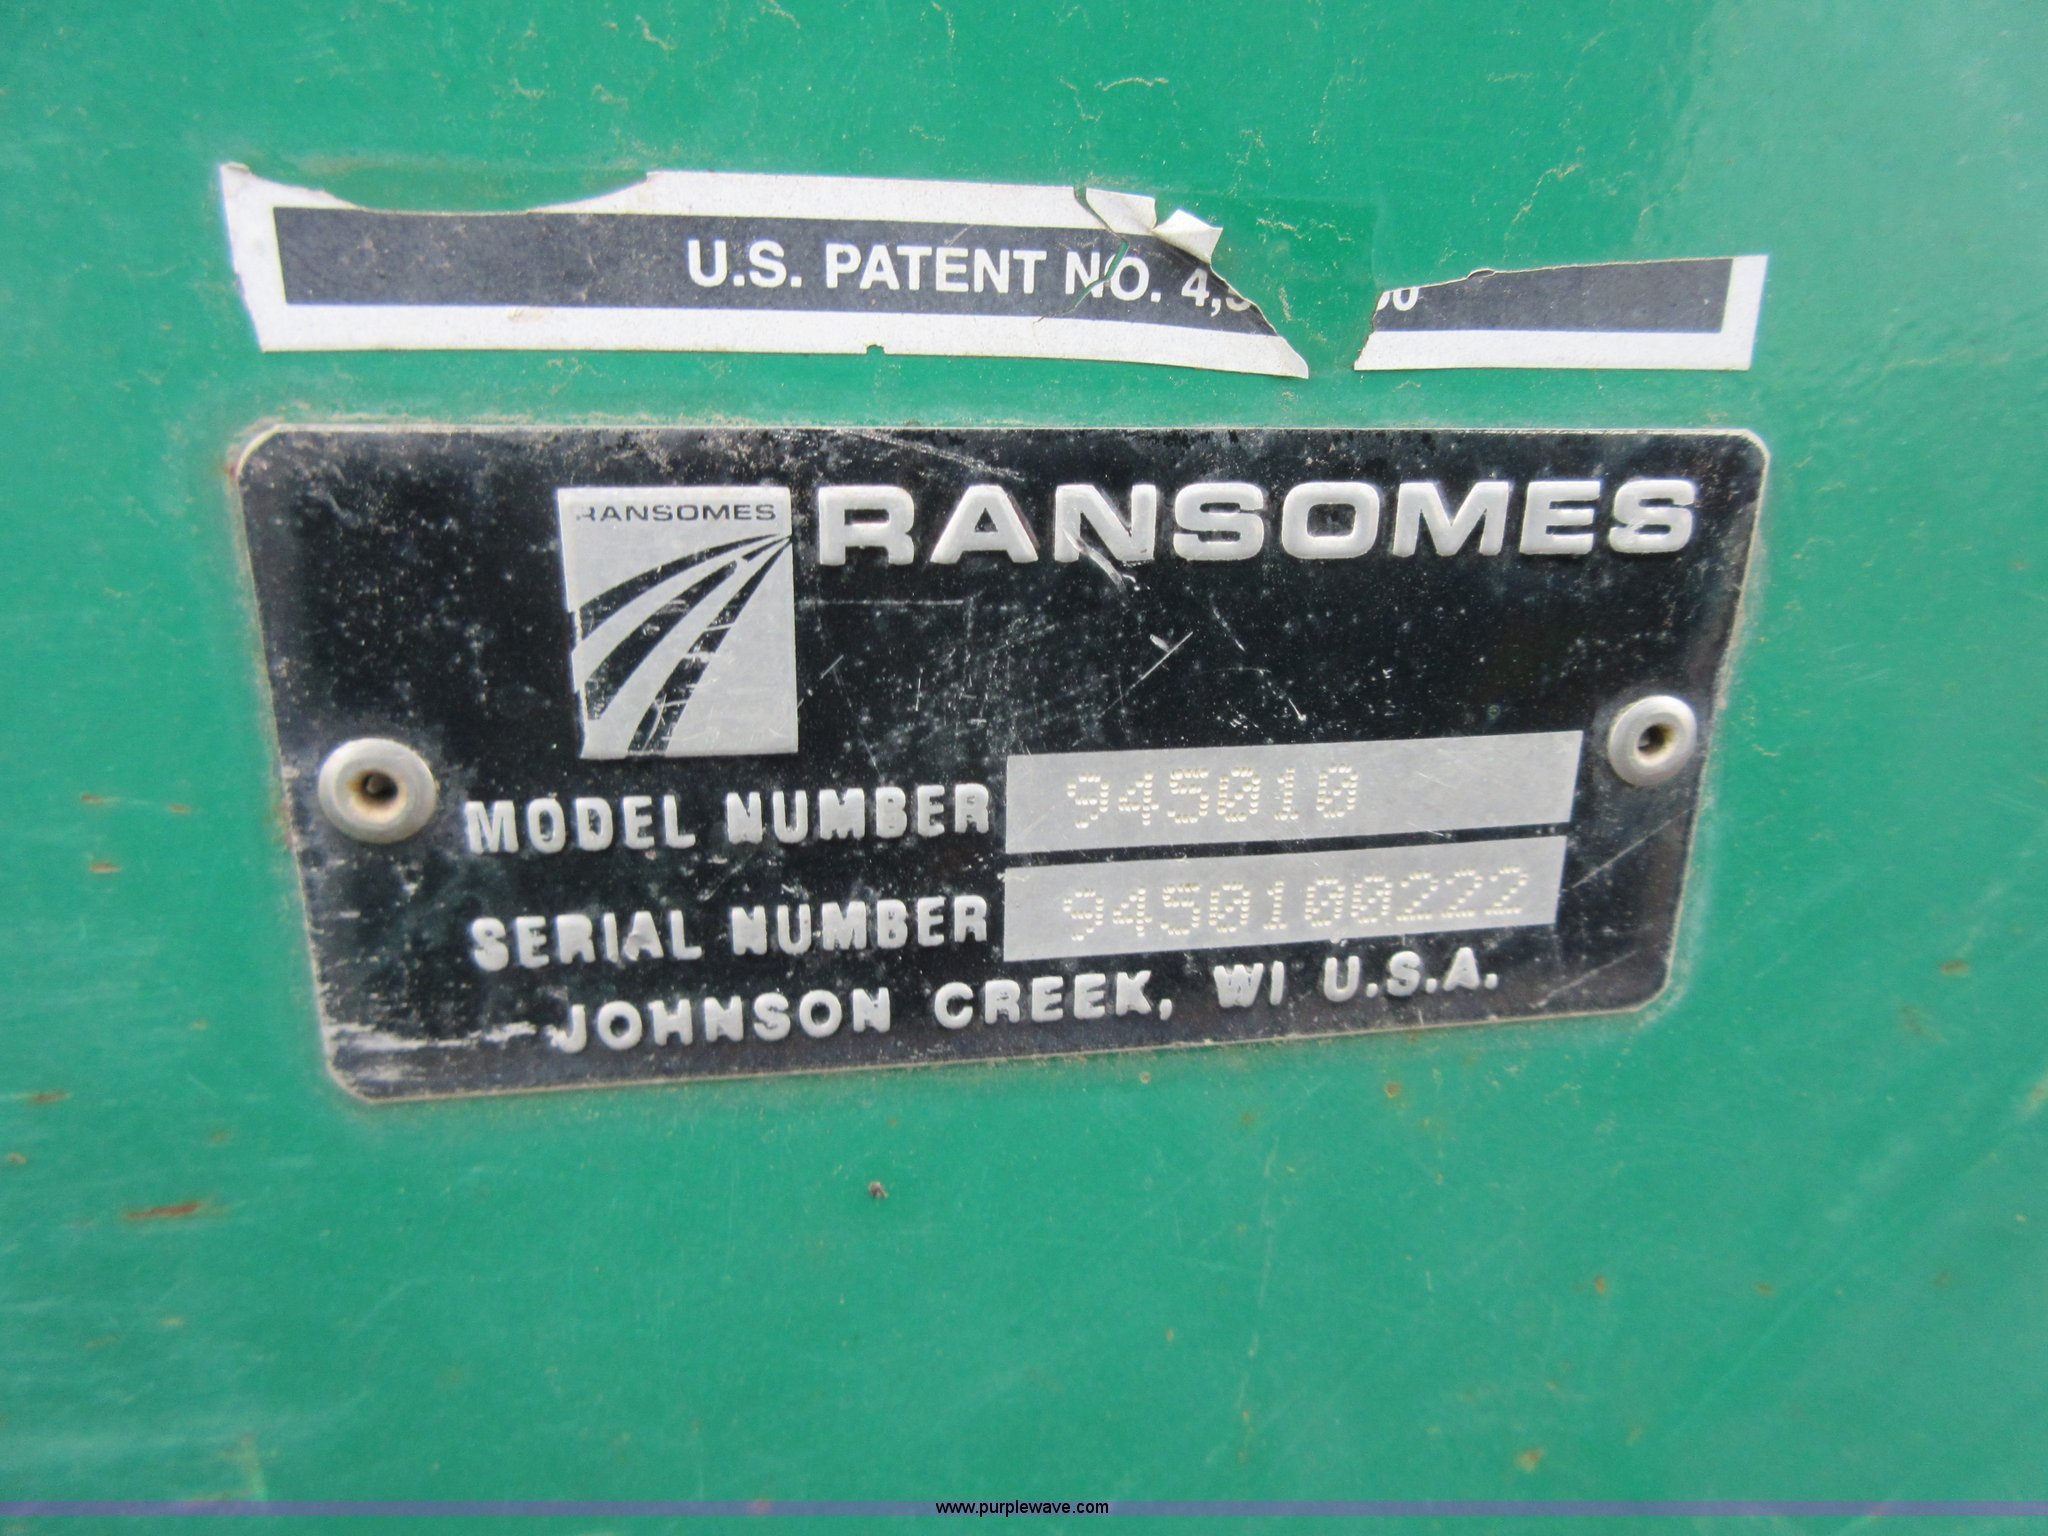 U.S. PATENT NO. 4,
RANSOMES
RANSOMES
MODEL NUMBER 945010
SERIAL NUMBER 9450100222
JOHNSON CREEK, WI U.S.A.
www.purplewave.com